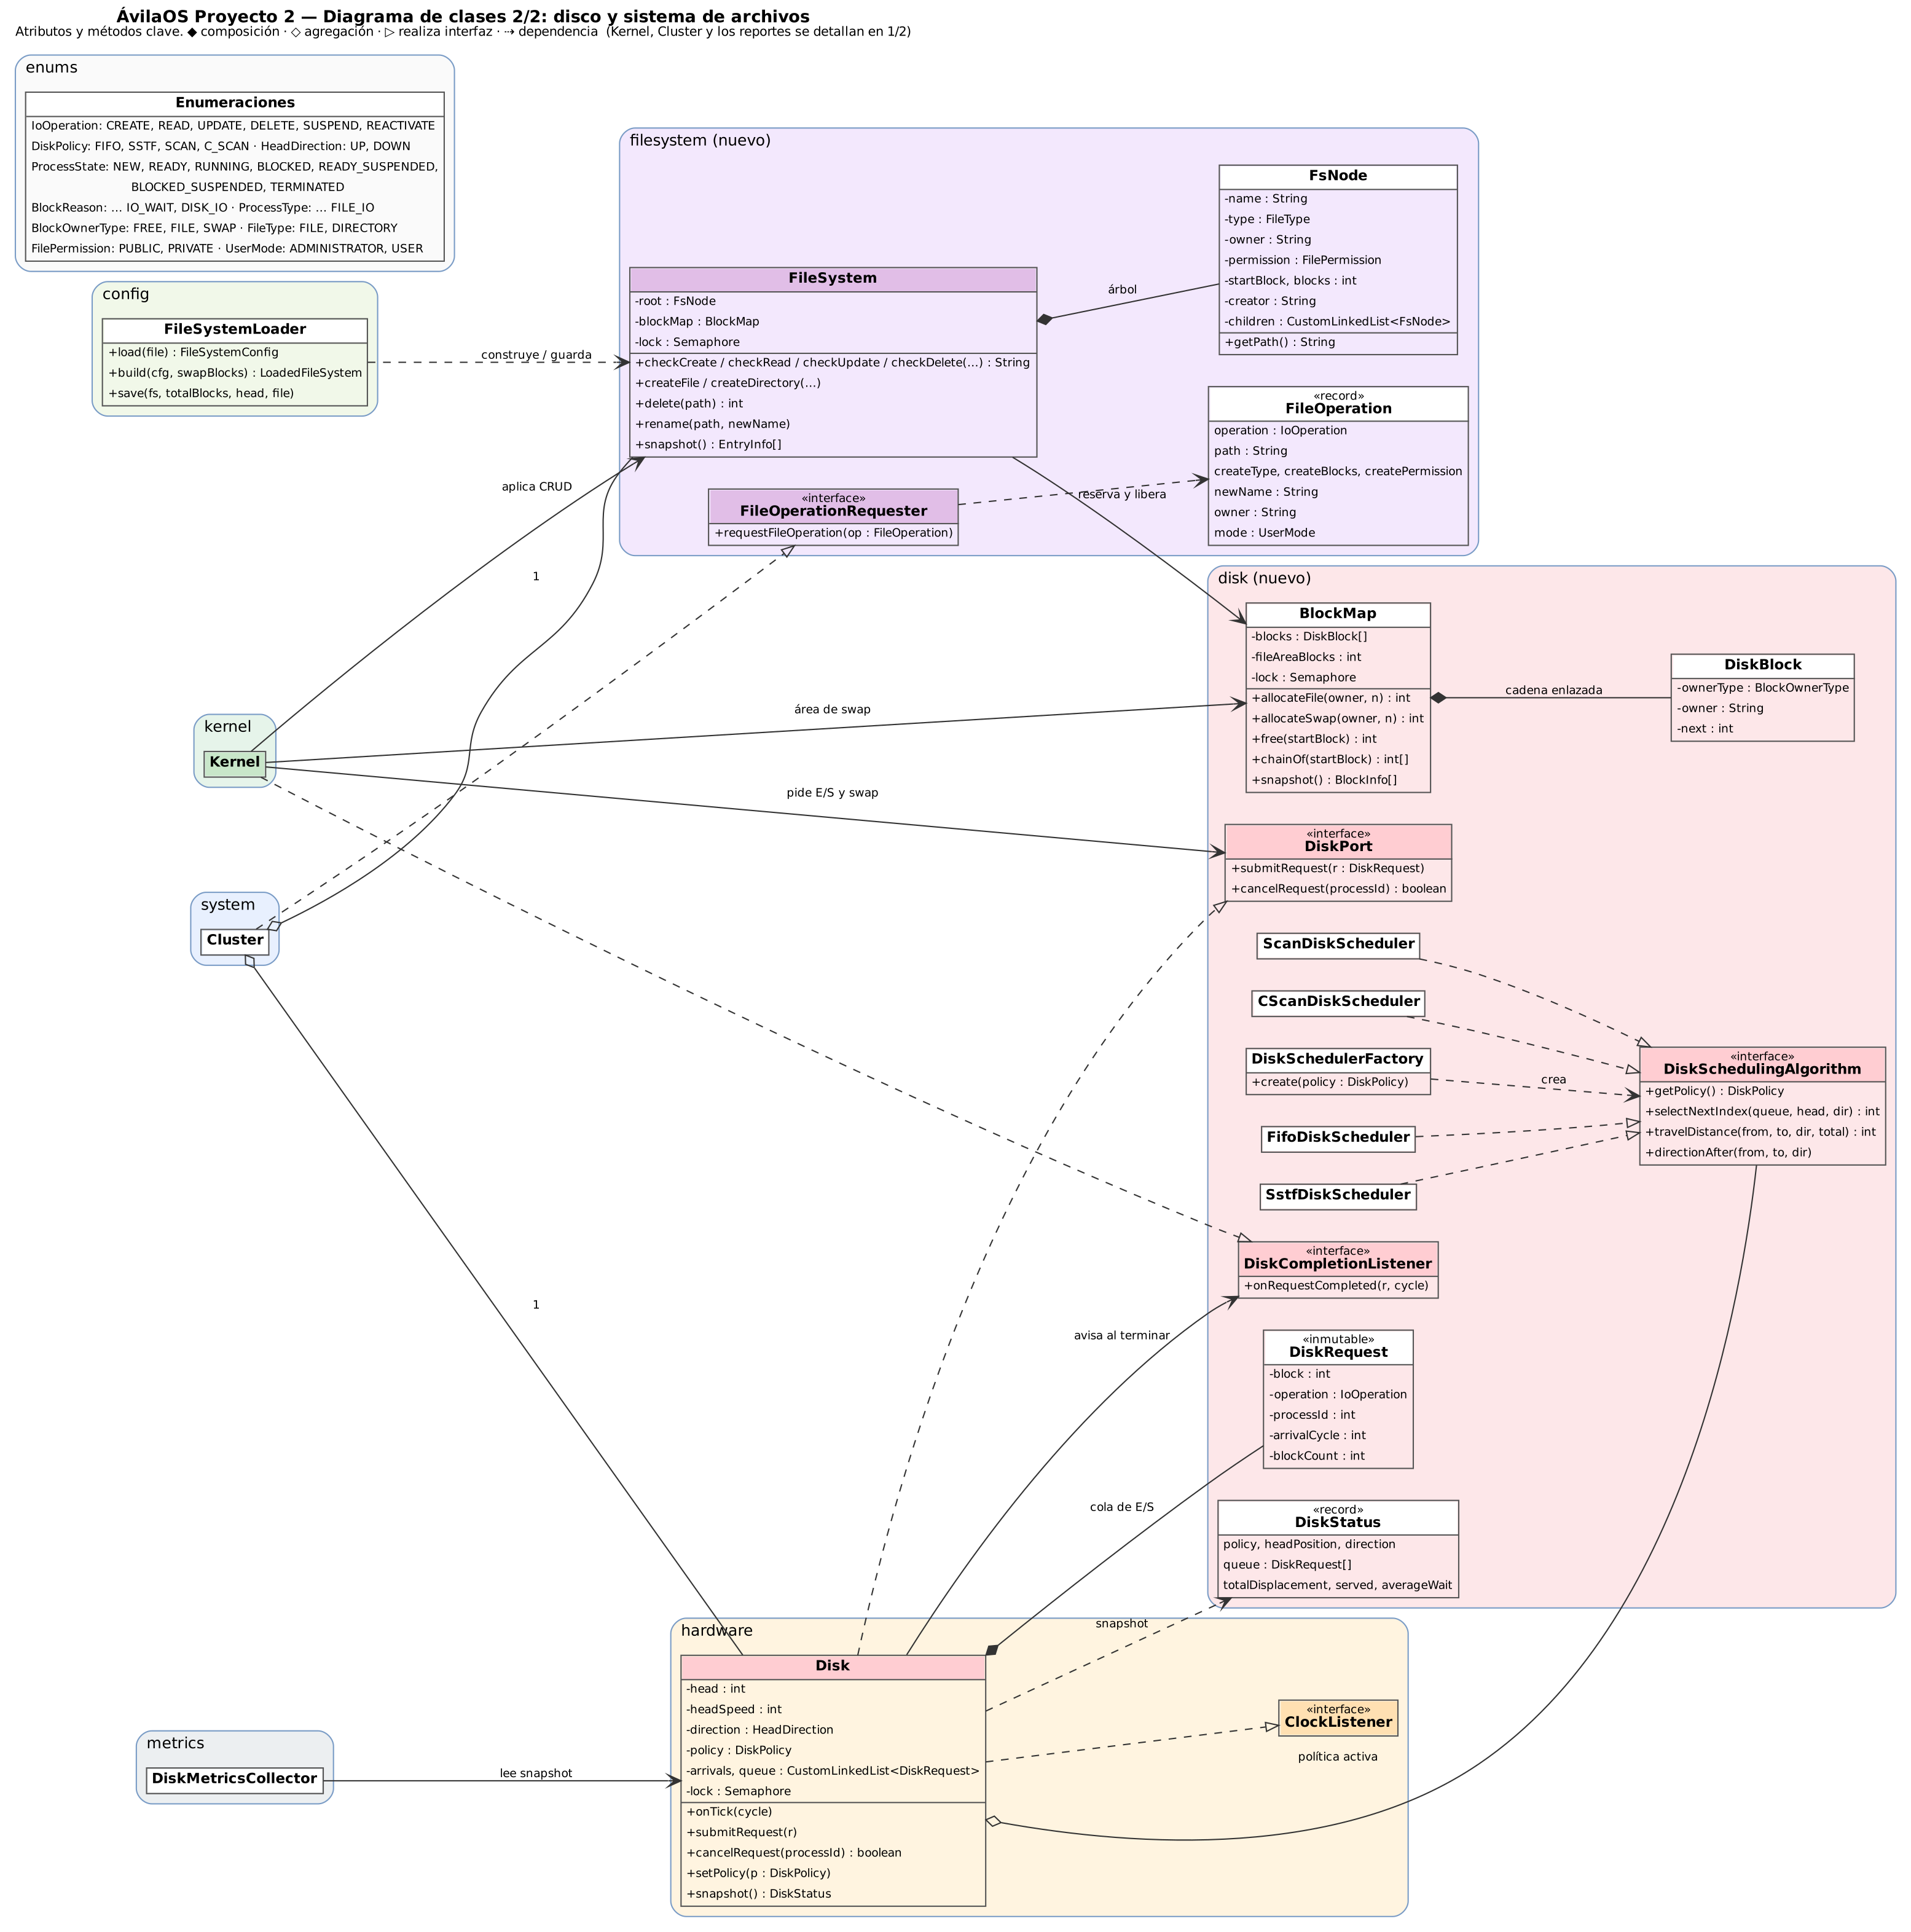 ÁvilaOS Proyecto 2 — Diagrama de clases 2/2: disco y sistema de archivos
Atributos y métodos clave. ◆ composición · ◇ agregación · ▷ realiza interfaz · ⇢ dependencia  (Kernel, Cluster y los reportes se detallan en 1/2)
enums
Enumeraciones
IoOperation: CREATE, READ, UPDATE, DELETE, SUSPEND, REACTIVATE
DiskPolicy: FIFO, SSTF, SCAN, C_SCAN · HeadDirection: UP, DOWN
ProcessState: NEW, READY, RUNNING, BLOCKED, READY_SUSPENDED,
BLOCKED_SUSPENDED, TERMINATED
BlockReason: … IO_WAIT, DISK_IO · ProcessType: … FILE_IO
BlockOwnerType: FREE, FILE, SWAP · FileType: FILE, DIRECTORY
FilePermission: PUBLIC, PRIVATE · UserMode: ADMINISTRATOR, USER
config
FileSystemLoader
+load(file) : FileSystemConfig
+build(cfg, swapBlocks) : LoadedFileSystem
+save(fs, totalBlocks, head, file)
construye / guarda
filesystem (nuevo)
FileSystem
-root : FsNode
-blockMap : BlockMap
-lock : Semaphore
+checkCreate / checkRead / checkUpdate / checkDelete(…) : String
+createFile / createDirectory(…)
+delete(path) : int
+rename(path, newName)
+snapshot() : EntryInfo[]
árbol
FsNode
-name : String
-type : FileType
-owner : String
-permission : FilePermission
-startBlock, blocks : int
-creator : String
-children : CustomLinkedList<FsNode>
+getPath() : String
«record»
FileOperation
operation : IoOperation
path : String
createType, createBlocks, createPermission
newName : String
owner : String
mode : UserMode
«interface»
FileOperationRequester
+requestFileOperation(op : FileOperation)
reserva y libera
aplica CRUD
1
kernel
Kernel
área de swap
pide E/S y swap
system
Cluster
1
disk (nuevo)
BlockMap
-blocks : DiskBlock[]
-fileAreaBlocks : int
-lock : Semaphore
+allocateFile(owner, n) : int
+allocateSwap(owner, n) : int
+free(startBlock) : int
+chainOf(startBlock) : int[]
+snapshot() : BlockInfo[]
cadena enlazada
DiskBlock
-ownerType : BlockOwnerType
-owner : String
-next : int
«interface»
DiskPort
+submitRequest(r : DiskRequest)
+cancelRequest(processId) : boolean
ScanDiskScheduler
CScanDiskScheduler
DiskSchedulerFactory
+create(policy : DiskPolicy)
crea
FifoDiskScheduler
SstfDiskScheduler
«interface»
DiskSchedulingAlgorithm
+getPolicy() : DiskPolicy
+selectNextIndex(queue, head, dir) : int
+travelDistance(from, to, dir, total) : int
+directionAfter(from, to, dir)
«interface»
DiskCompletionListener
+onRequestCompleted(r, cycle)
avisa al terminar
«inmutable»
DiskRequest
-block : int
-operation : IoOperation
-processId : int
-arrivalCycle : int
-blockCount : int
cola de E/S
«record»
DiskStatus
policy, headPosition, direction
queue : DiskRequest[]
totalDisplacement, served, averageWait
snapshot
hardware
Disk
-head : int
-headSpeed : int
-direction : HeadDirection
-policy : DiskPolicy
-arrivals, queue : CustomLinkedList<DiskRequest>
-lock : Semaphore
+onTick(cycle)
+submitRequest(r)
+cancelRequest(processId) : boolean
+setPolicy(p : DiskPolicy)
+snapshot() : DiskStatus
«interface»
ClockListener
política activa
metrics
DiskMetricsCollector
lee snapshot